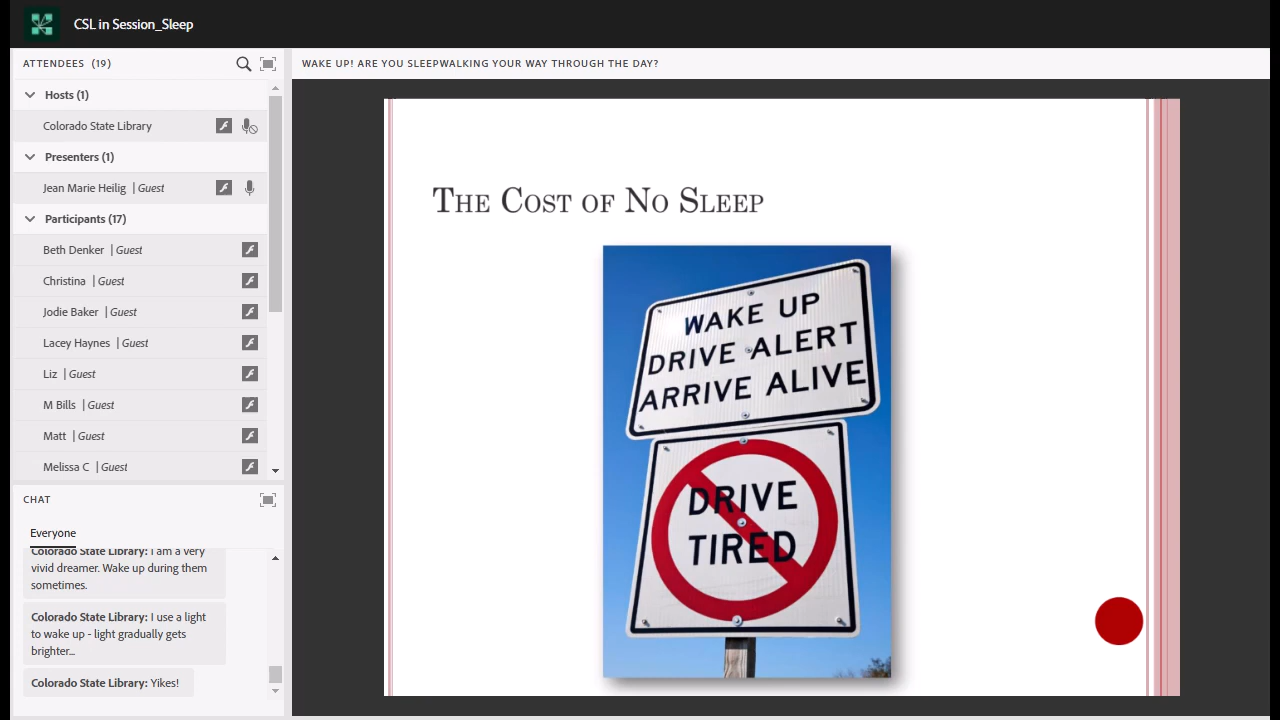 CSL in Session_Sleep
ATTENDEES (19)
Hosts (1)
Colorado State Library
Presenters (1)
Jean Marie Heilig | Guest
Participants (17)
Beth Denker | Guest
Christina | Guest
Jodie Baker | Guest
Lacey Haynes | Guest
Liz | Guest
M Bills | Guest
Matt | Guest
Melissa C | Guest
CHAT
Everyone
Colorado State Library: I am a very
vivid dreamer. Wake up during them
sometimes.
Colorado State Library: I use a light
to wake up - light gradually gets
brighter...
Colorado State Library: Yikes!
WAKE UP! ARE YOU SLEEPWALKING YOUR WAY THROUGH THE DAY?
The Cost of No Sleep
WAKE UP
DRIVE ALERT
ARRIVE ALIVE
DRIVE
TIRED